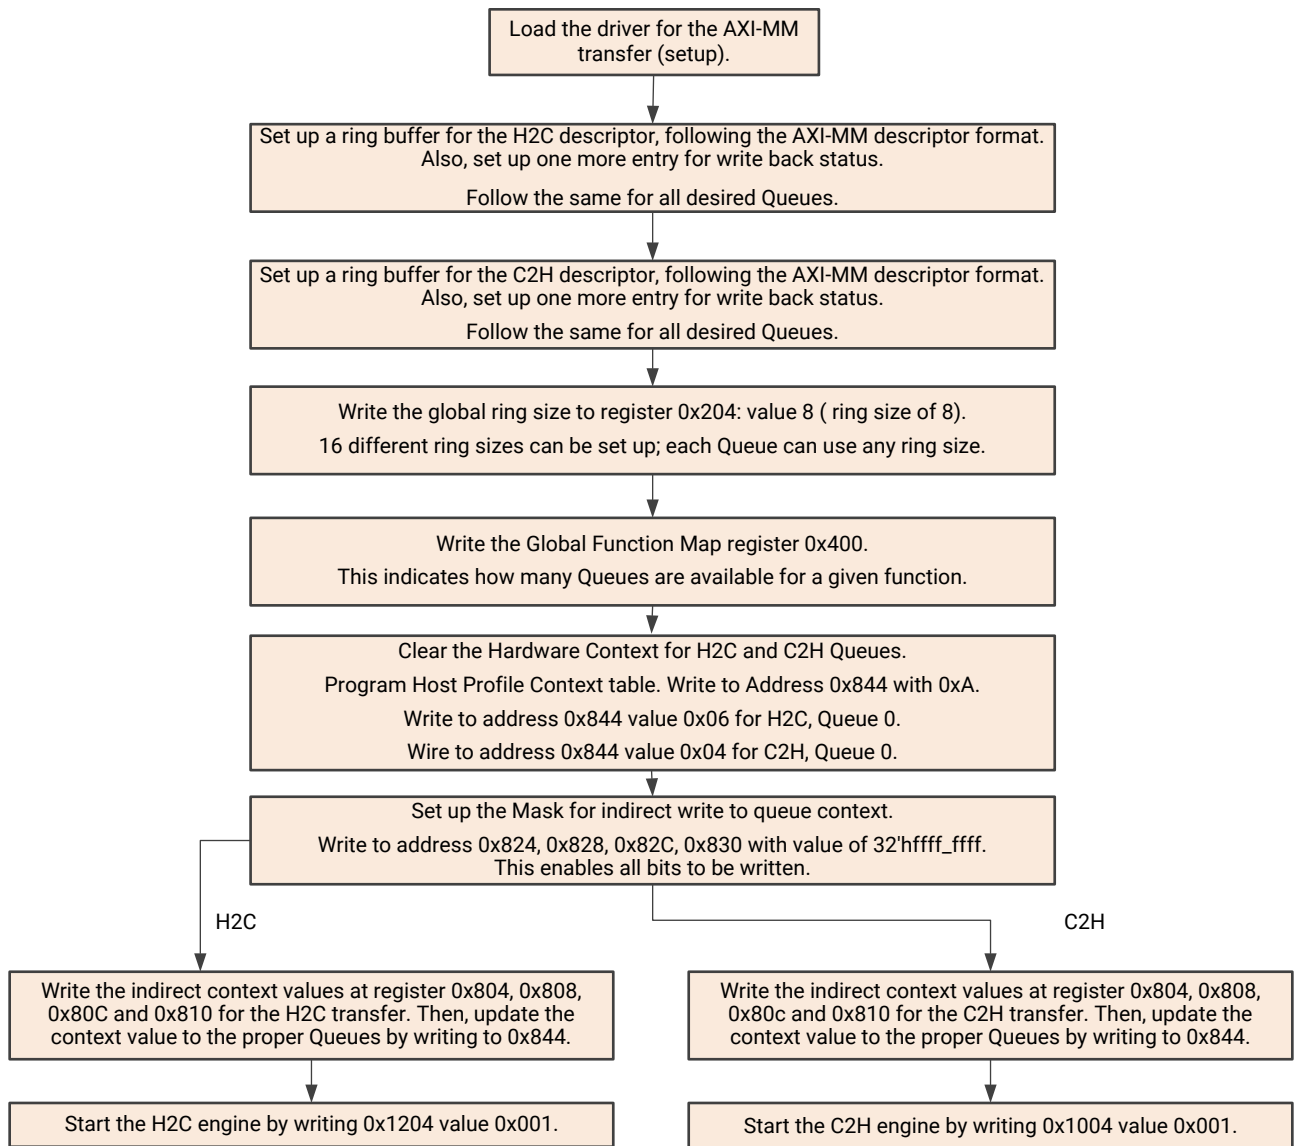 Load the driver for the AXI-MM
transfer (setup).
Set up a ring buffer for the H2C descriptor, following the AXI-MM descriptor format.
Also, set up one more entry for write back status.
Follow the same for all desired Queues.
Set up a ring buffer for the C2H descriptor, following the AXI-MM descriptor format.
Also, set up one more entry for write back status.
Follow the same for all desired Queues.
Write the global ring size to register 0x204: value 8 ( ring size of 8).
16 different ring sizes can be set up; each Queue can use any ring size.
Write the Global Function Map register 0x400.
This indicates how many Queues are available for a given function.
Clear the Hardware Context for H2C and C2H Queues.
Program Host Profile Context table. Write to Address 0x844 with 0xA.
Write to address 0x844 value 0x06 for H2C, Queue 0.
Wire to address 0x844 value 0x04 for C2H, Queue 0.
Set up the Mask for indirect write to queue context.
Write to address 0x824, 0x828, 0x82C, 0x830 with value of 32'hffff_ffff.
This enables all bits to be written.
H2C
C2H
Write the indirect context values at register 0x804, 0x808,
0x80C and 0x810 for the H2C transfer. Then, update the
context value to the proper Queues by writing to 0x844.
Write the indirect context values at register 0x804, 0x808,
0x80c and 0x810 for the C2H transfer. Then, update the
context value to the proper Queues by writing to 0x844.
Start the H2C engine by writing 0x1204 value 0x001.
Start the C2H engine by writing 0x1004 value 0x001.